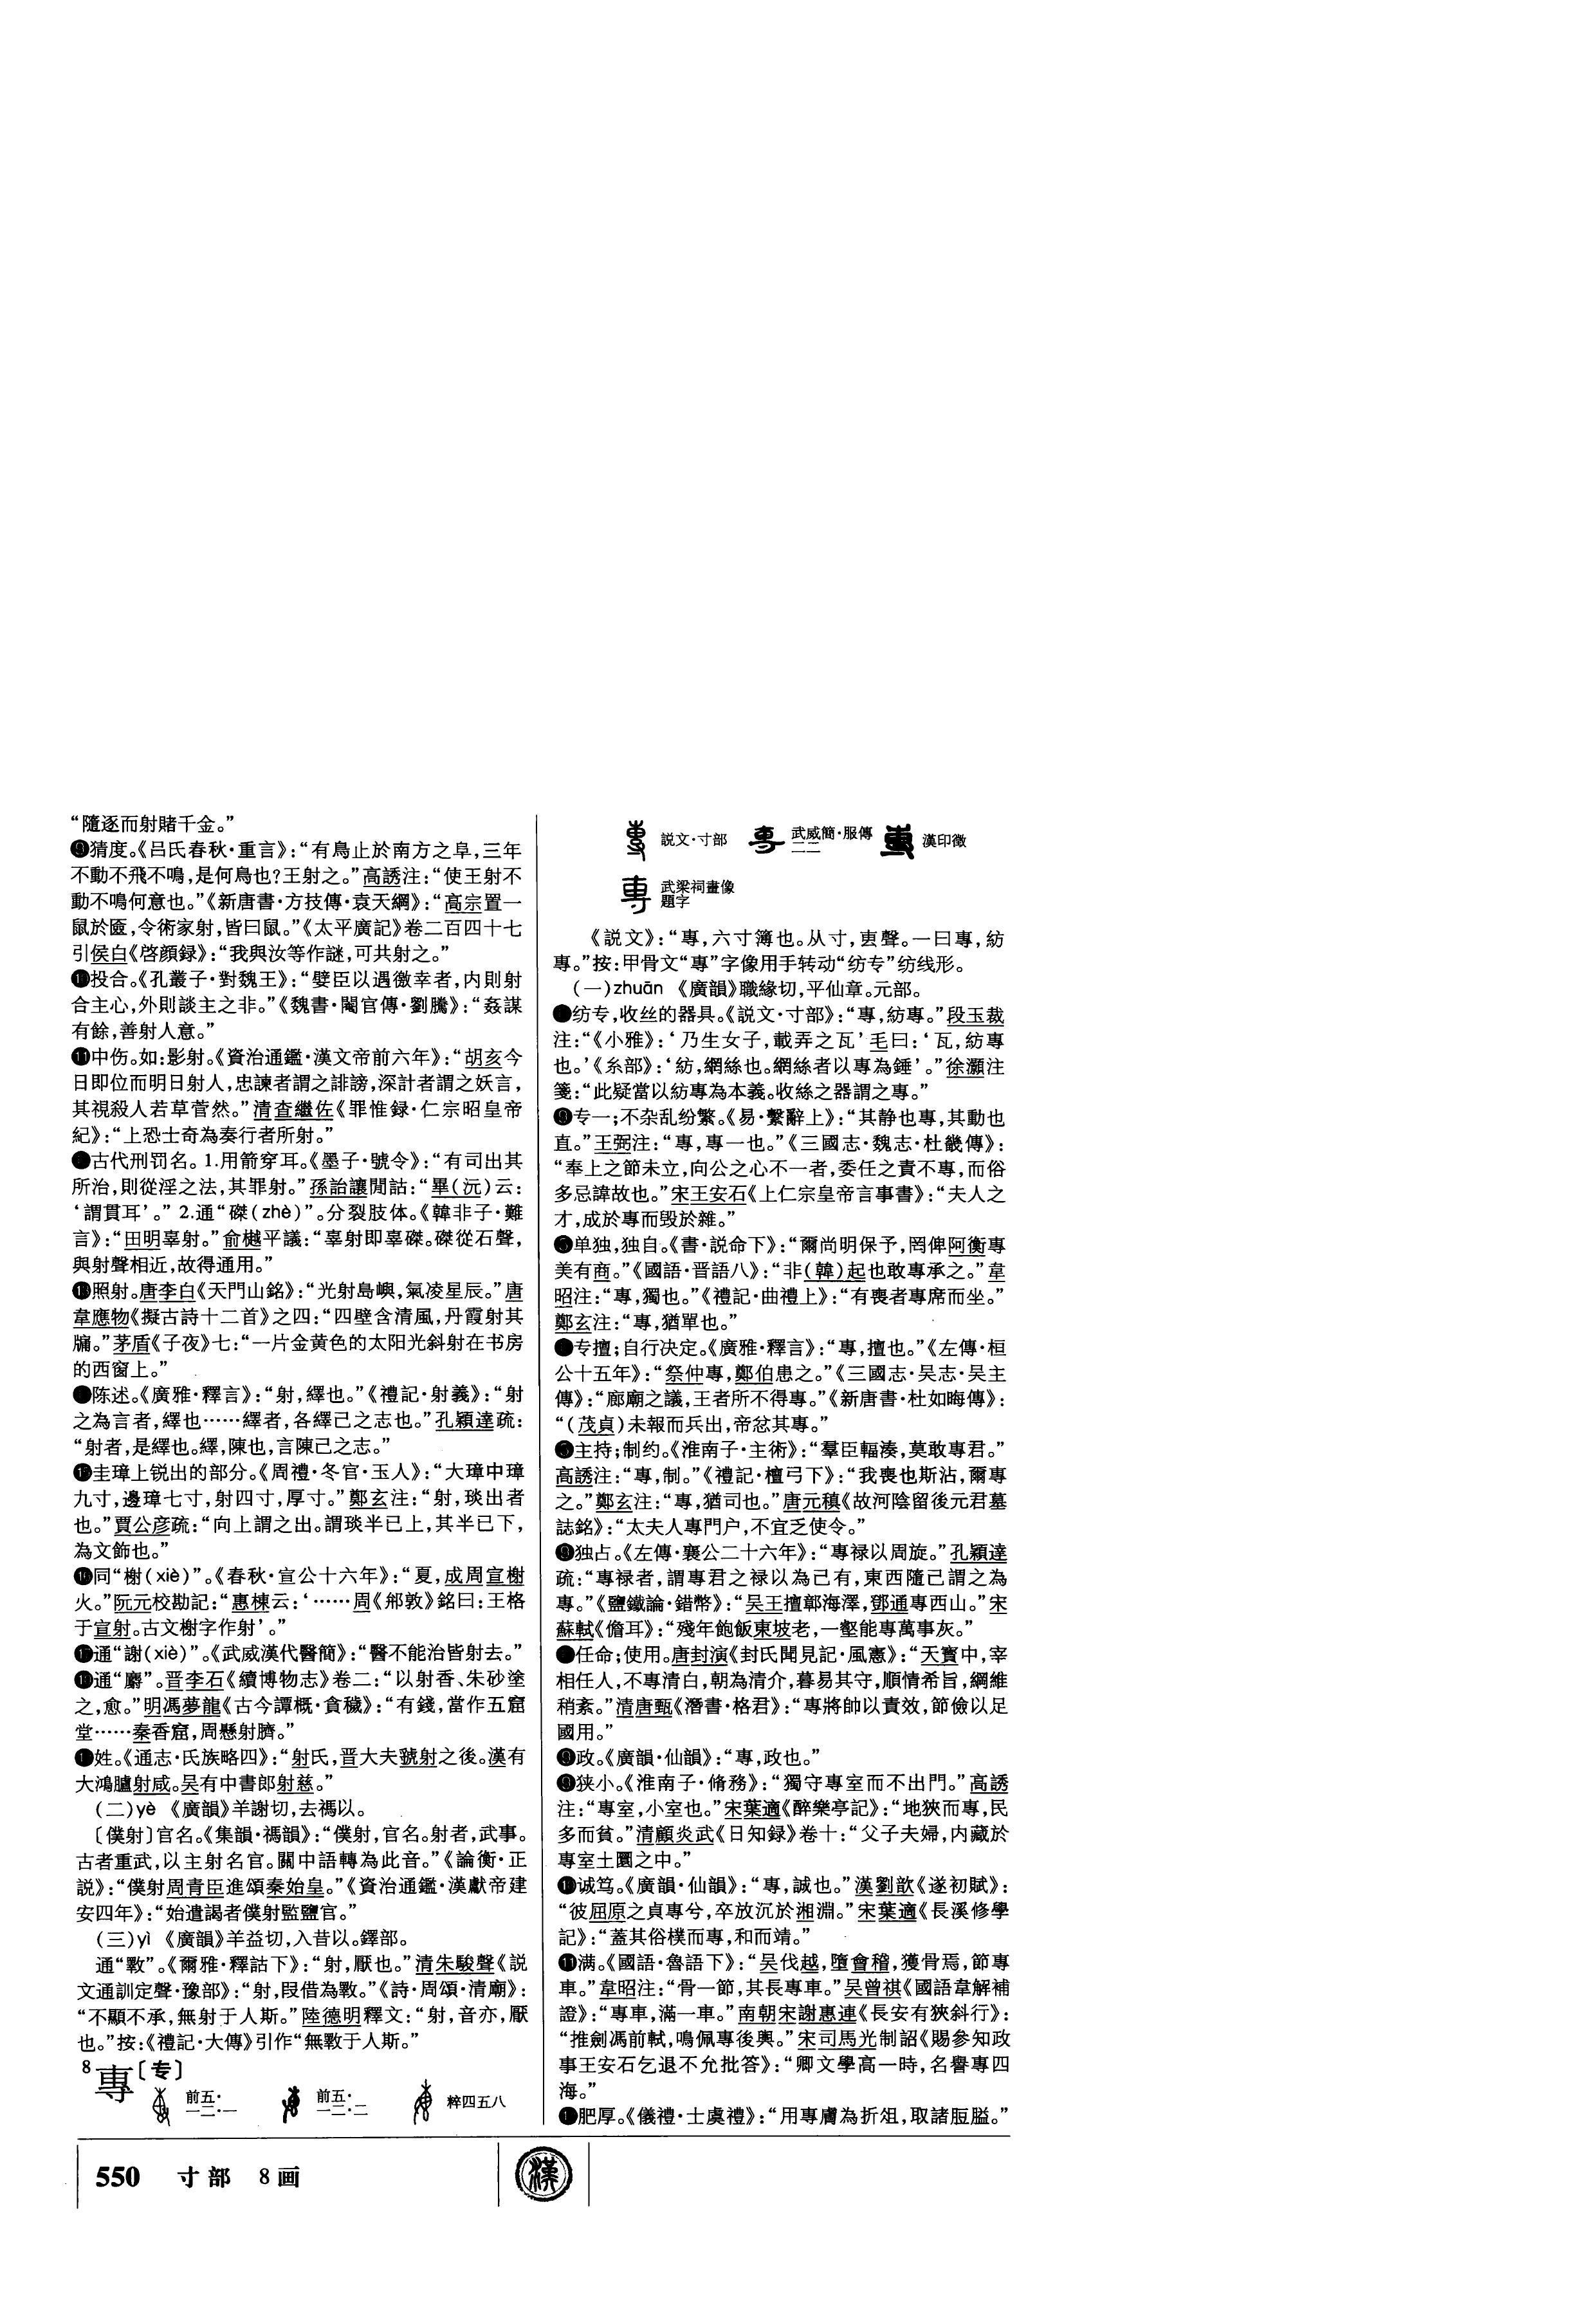 “隨逐而射賭千金。”
❾猜度。《吕氏春秋·重言》：“有鳥止於南方之阜，三年
不動不飛不鳴，是何鳥也？王射之。”高誘注：“使王射不
動不鳴何意也。”《新唐書·方技傳·袁天綱》：“高宗置一
鼠於匳，令術家射，皆曰鼠。”《太平廣記》卷二百四十七
引侯白《啓顔録》：“我與汝等作謎，可共射之。”
❿投合。《孔叢子·對魏王》：“嬖臣以遇徼幸者，内則射
合主心，外則談主之非。”《魏書·閹官傳·劉騰》：“姦謀
有餘，善射人意。”
⓫中伤。如：影射。《資治通鑑·漢文帝前六年》：“胡亥今
日即位而明日射人，忠諫者謂之誹謗，深計者謂之妖言，
其視殺人若草菅然。”清查繼佐《罪惟録·仁宗昭皇帝
紀》：“上恐士奇為奏行者所射。”
⓬古代刑罚名。1.用箭穿耳。《墨子·號令》：“有司出其
所治，則從淫之法，其罪射。”孫詒讓閒詁：“畢(沅)云：
‘謂貫耳’。” 2.通“磔(zhè)”。分裂肢体。《韓非子·難
言》：“田明辜射。”俞樾平議：“辜射即辜磔。磔從石聲，
與射聲相近，故得通用。”
⓭照射。唐李白《天門山銘》：“光射島嶼，氣凌星辰。”唐
韋應物《擬古詩十二首》之四：“四壁含清風，丹霞射其
牖。”茅盾《子夜》七：“一片金黄色的太阳光斜射在书房
的西窗上。”
⓮陈述。《廣雅·釋言》：“射，繹也。”《禮記·射義》：“射
之為言者，繹也……繹者，各繹己之志也。”孔穎達疏：
“射者，是繹也。繹，陳也，言陳己之志。”
⓯圭璋上锐出的部分。《周禮·冬官·玉人》：“大璋中璋
九寸，邊璋七寸，射四寸，厚寸。”鄭玄注：“射，琰出者
也。”賈公彦疏：“向上謂之出。謂琰半已上，其半已下，
為文飾也。”
⓰同“榭(xiè)”。《春秋·宣公十六年》：“夏，成周宣榭
火。”阮元校勘記：“惠棟云：‘……周《𨛭敦》銘曰：王格
于宣射。古文榭字作射’。”
⓱通“謝(xiè)”。《武威漢代醫簡》：“醫不能治皆射去。”
⓲通“麝”。晋李石《續博物志》卷二：“以射香、朱砂塗
之，愈。”明馮夢龍《古今譚概·貪穢》：“有錢，當作五窟
堂……秦香窟，周懸射臍。”
⓳姓。《通志·氏族略四》：“射氏，晋大夫虢射之後。漢有
大鴻臚射咸。吴有中書郎射慈。”
(二)yè 《廣韻》羊謝切，去禡以。
〔僕射〕官名。《集韻·禡韻》：“僕射，官名。射者，武事。
古者重武，以主射名官。關中語轉為此音。”《論衡·正
説》：“僕射周青臣進頌秦始皇。”《資治通鑑·漢獻帝建
安四年》：“始遣謁者僕射監鹽官。”
(三)yì 《廣韻》羊益切，入昔以。鐸部。
通“斁”。《爾雅·釋詁下》：“射，厭也。”清朱駿聲《説
文通訓定聲·豫部》：“射，叚借為斁。”《詩·周頌·清廟》：
“不顯不承，無射于人斯。”陸德明釋文：“射，音亦，厭
也。”按：《禮記·大傳》引作“無斁于人斯。”
8 專〔专〕
前五·一二·一 前五·一二·二 粹四五八
説文·寸部 武威簡·服傳二二 漢印徵
武梁祠畫像題字
《説文》：“專，六寸簿也。从寸，叀聲。一曰專，紡
專。”按：甲骨文“專”字像用手转动“纺专”纺线形。
(一)zhuān 《廣韻》職緣切，平仙章。元部。
❶纺专，收丝的器具。《説文·寸部》：“專，紡專。”段玉裁
注：“《小雅》：‘乃生女子，載弄之瓦’毛曰：‘瓦，紡專
也。’《糸部》：‘紡，網絲也。網絲者以專為錘’。”徐灝注
箋：“此疑當以紡專為本義。收絲之器謂之專。”
❷专一；不杂乱纷繁。《易·繫辭上》：“其静也專，其動也
直。”王弼注：“專，專一也。”《三國志·魏志·杜畿傳》：
“奉上之節未立，向公之心不一者，委任之責不專，而俗
多忌諱故也。”宋王安石《上仁宗皇帝言事書》：“夫人之
才，成於專而毁於雜。”
❸单独，独自。《書·説命下》：“爾尚明保予，罔俾阿衡專
美有商。”《國語·晋語八》：“非(韓)起也敢專承之。”韋
昭注：“專，獨也。”《禮記·曲禮上》：“有喪者專席而坐。”
鄭玄注：“專，猶單也。”
❹专擅；自行决定。《廣雅·釋言》：“專，擅也。”《左傳·桓
公十五年》：“祭仲專，鄭伯患之。”《三國志·吴志·吴主
傳》：“廊廟之議，王者所不得專。”《新唐書·杜如晦傳》：
“(茂貞)未報而兵出，帝忿其專。”
❺主持；制约。《淮南子·主術》：“羣臣輻湊，莫敢專君。”
高誘注：“專，制。”《禮記·檀弓下》：“我喪也斯沾，爾專
之。”鄭玄注：“專，猶司也。”唐元稹《故河陰留後元君墓
誌銘》：“太夫人專門户，不宜乏使令。”
❻独占。《左傳·襄公二十六年》：“專禄以周旋。”孔穎達
疏：“專禄者，謂專君之禄以為己有，東西隨己謂之為
專。”《鹽鐵論·錯幣》：“吴王擅鄣海澤，鄧通專西山。”宋
蘇軾《儋耳》：“殘年飽飯東坡老，一壑能專萬事灰。”
❼任命；使用。唐封演《封氏聞見記·風憲》：“天寶中，宰
相任人，不專清白，朝為清介，暮易其守，順情希旨，綱維
稍紊。”清唐甄《潛書·格君》：“專將帥以責效，節儉以足
國用。”
❽政。《廣韻·仙韻》：“專，政也。”
❾狭小。《淮南子·脩務》：“獨守專室而不出門。”高誘
注：“專室，小室也。”宋葉適《醉樂亭記》：“地狹而專，民
多而貧。”清顧炎武《日知録》卷十：“父子夫婦，内藏於
專室土圜之中。”
❿诚笃。《廣韻·仙韻》：“專，誠也。”漢劉歆《遂初賦》：
“彼屈原之貞專兮，卒放沉於湘淵。”宋葉適《長溪修學
記》：“蓋其俗樸而專，和而靖。”
⓫满。《國語·魯語下》：“吴伐越，墮會稽，獲骨焉，節專
車。”韋昭注：“骨一節，其長專車。”吴曾祺《國語韋解補
證》：“專車，滿一車。”南朝宋謝惠連《長安有狹斜行》：
“推劍馮前軾，鳴佩專後輿。”宋司馬光制詔《賜參知政
事王安石乞退不允批答》：“卿文學高一時，名譽專四
海。”
⓬肥厚。《儀禮·士虞禮》：“用專膚為折俎，取諸脰膉。”
550 寸部 8画
漢